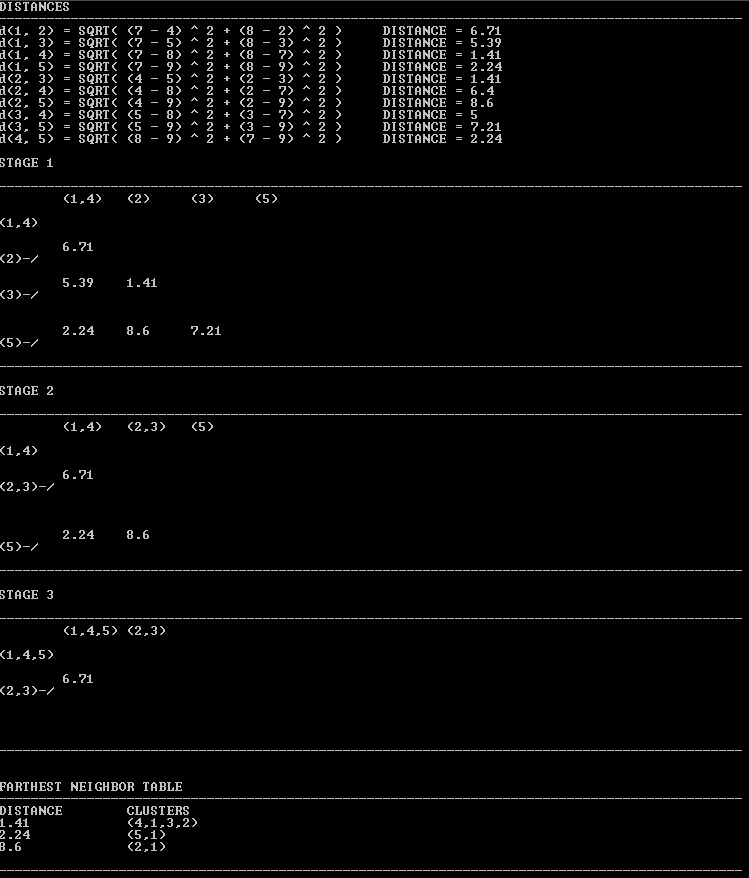 DISTANCES
d(1, 2) = SQRT( (7 - 4) ^ 2 + (8 - 2) ^ 2 )     DISTANCE = 6.71
d(1, 3) = SQRT( (7 - 5) ^ 2 + (8 - 3) ^ 2 )     DISTANCE = 5.39
d(1, 4) = SQRT( (7 - 8) ^ 2 + (8 - 7) ^ 2 )     DISTANCE = 1.41
d(1, 5) = SQRT( (7 - 9) ^ 2 + (8 - 9) ^ 2 )     DISTANCE = 2.24
d(2, 3) = SQRT( (4 - 5) ^ 2 + (2 - 3) ^ 2 )     DISTANCE = 1.41
d(2, 4) = SQRT( (4 - 8) ^ 2 + (2 - 7) ^ 2 )     DISTANCE = 6.4
d(2, 5) = SQRT( (4 - 9) ^ 2 + (2 - 9) ^ 2 )     DISTANCE = 8.6
d(3, 4) = SQRT( (5 - 8) ^ 2 + (3 - 7) ^ 2 )     DISTANCE = 5
d(3, 5) = SQRT( (5 - 9) ^ 2 + (3 - 9) ^ 2 )     DISTANCE = 7.21
d(4, 5) = SQRT( (8 - 9) ^ 2 + (7 - 9) ^ 2 )     DISTANCE = 2.24
STAGE 1
(1,4)   (2)     (3)     (5)
(1,4)
6.71
(2)-/
5.39    1.41
(3)-/
2.24    8.6     7.21
(5)-/
STAGE 2
(1,4)   (2,3)   (5)
(1,4)
6.71
(2,3)-/
2.24    8.6
(5)-/
STAGE 3
(1,4,5) (2,3)
(1,4,5)
6.71
(2,3)-/
FARTHEST NEIGHBOR TABLE
DISTANCE        CLUSTERS
1.41            (4,1,3,2)
2.24            (5,1)
8.6             (2,1)